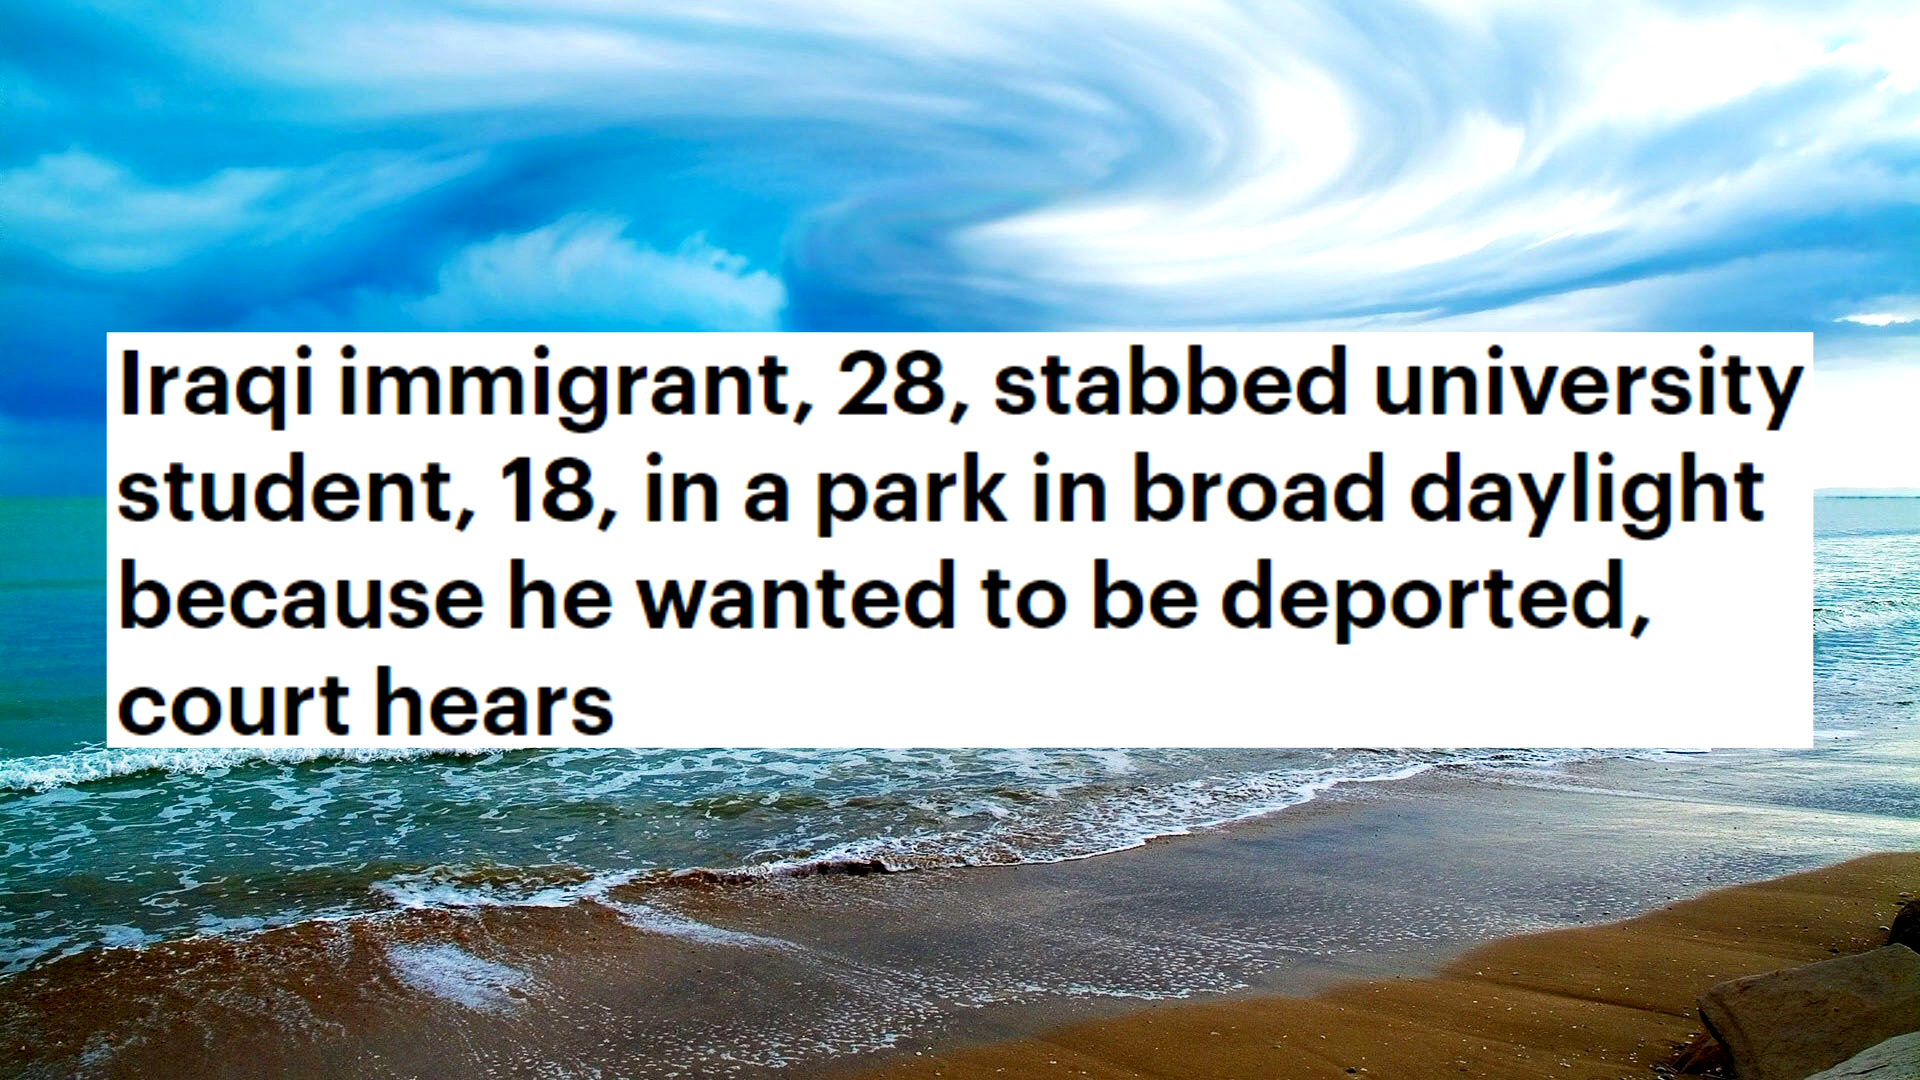 Iraqi immigrant, 28, stabbed university
student, 18, in a park in broad daylight
because he wanted to be deported,
court hears